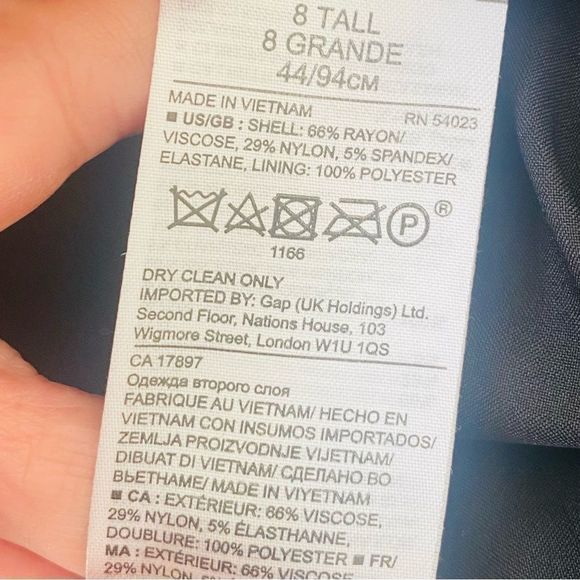 8 TALL
8 GRANDE
44/94CM
MADE IN VIETNAM RN 54023
■ US/GB : SHELL: 66% RAYON/
VISCOSE, 29% NYLON, 5% SPANDEX/
ELASTANE, LINING: 100% POLYESTER
P ®
1166
DRY CLEAN ONLY
IMPORTED BY: Gap (UK Holdings) Ltd.
Second Floor, Nations House, 103
Wigmore Street, London W1U 1QS
CA 17897
Одежда второго слоя
FABRIQUE AU VIETNAM/ HECHO EN
VIETNAM CON INSUMOS IMPORTADOS/
ZEMLJA PROIZVODNJE VIJETNAM/
DIBUAT DI VIETNAM/ СДЕЛАНО ВО
ВЬЕТНАМЕ/ MADE IN VIYETNAM
■ CA : EXTÉRIEUR: 66% VISCOSE,
29% NYLON, 5% ÉLASTHANNE,
DOUBLURE: 100% POLYESTER ■ FR/
MA : EXTÉRIEUR: 66% VISCOSE,
29% NYLON,